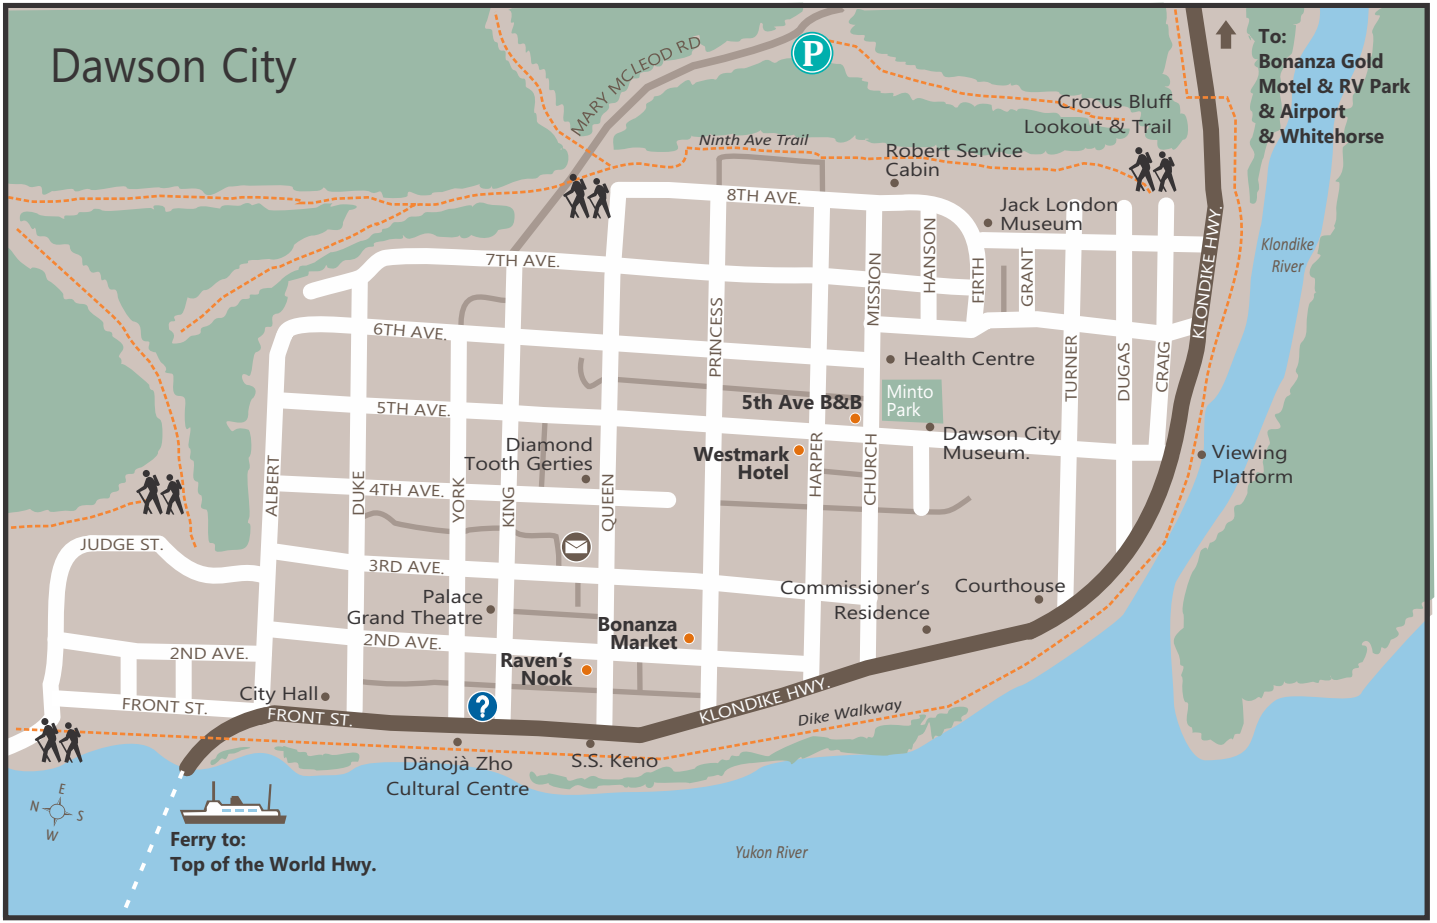 Dawson City
MARY MCLEOD RD
P
To:
Bonanza Gold
Motel & RV Park
& Airport
& Whitehorse
Crocus Bluff
Lookout & Trail
Ninth Ave Trail
Robert Service
Cabin
8TH AVE.
Jack London
Museum
Klondike
River
KLONDIKE HWY.
7TH AVE.
HANSON
MISSION
FIRTH
GRANT
6TH AVE.
PRINCESS
TURNER
DUGAS
CRAIG
Health Centre
Minto
Park
5th Ave B&B
5TH AVE.
Dawson City
Museum.
Diamond
Tooth Gerties
Westmark
Hotel
HARPER
CHURCH
Viewing
Platform
ALBERT
DUKE
4TH AVE.
YORK
KING
QUEEN
JUDGE ST.
3RD AVE.
Commissioner's
Residence
Courthouse
Palace
Grand Theatre
Bonanza
Market
2ND AVE.
2ND AVE.
Raven's
Nook
City Hall
FRONT ST.
FRONT ST.
?
KLONDIKE HWY.
Dike Walkway
Dänojà Zho
Cultural Centre
S.S. Keno
E
N
S
W
Ferry to:
Top of the World Hwy.
Yukon River